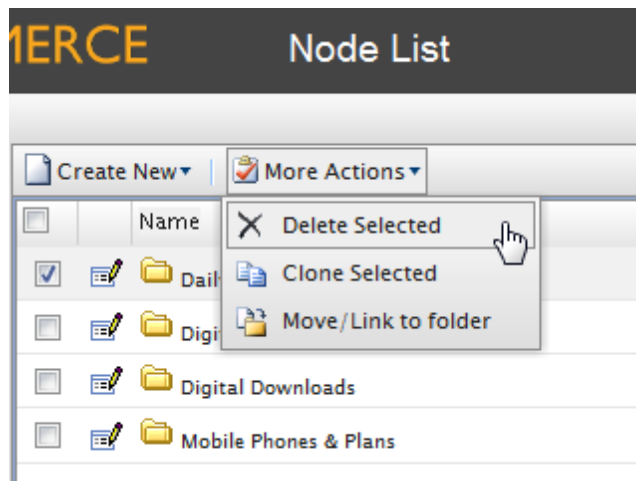 MERCE Node List
Create New More Actions
Name Delete Selected
Clone Selected
Move/Link to folder
Digital Downloads
Mobile Phones & Plans